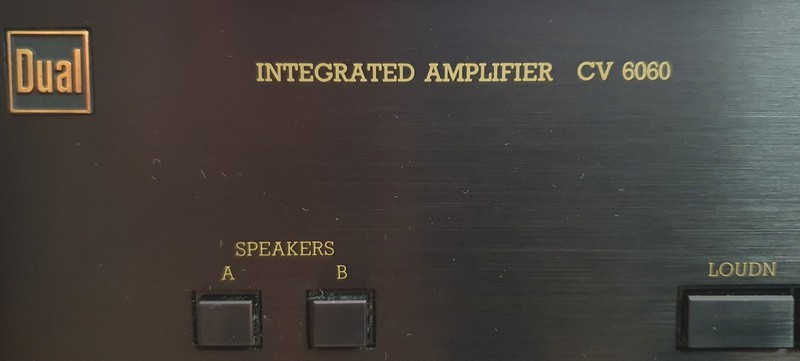 Dual
INTEGRATED AMPLIFIER CV 6060
SPEAKERS
A B
LOUDN